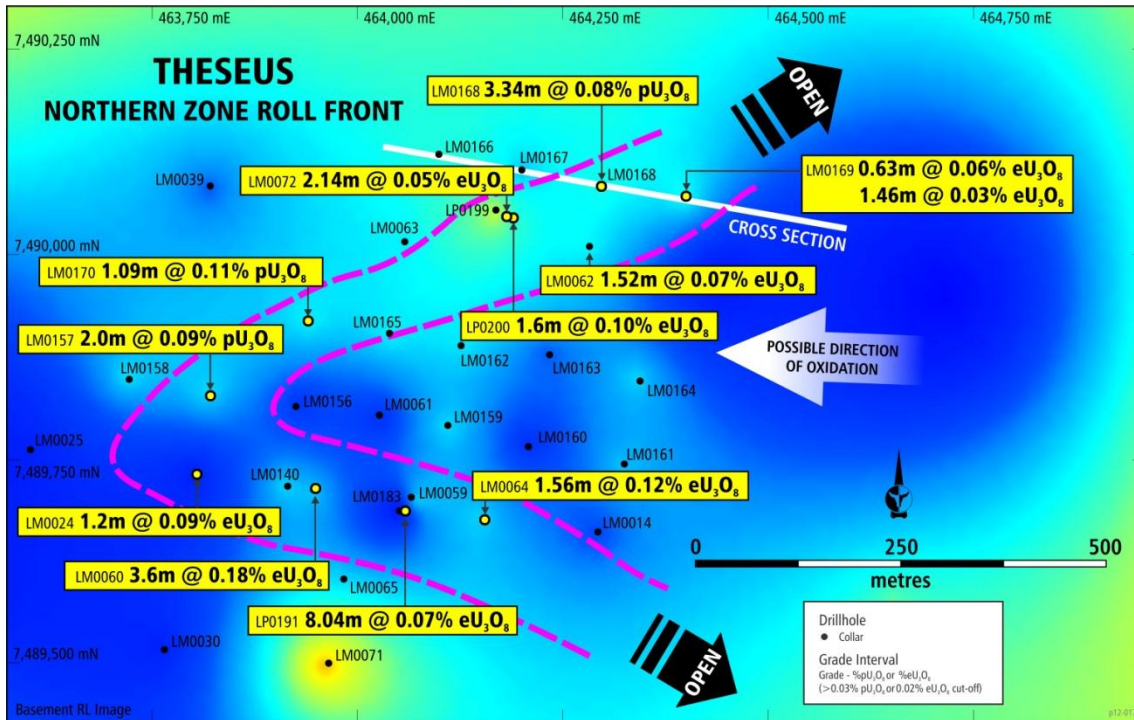 463,750 mE
464,000 mE
464,250 mE
464,500 mE
464,750 mE
7,490,250 mN
THESEUS
NORTHERN ZONE ROLL FRONT
OPEN
LM0168 3.34m @ 0.08% pU₃O₈
LM0166
LM0167
LM0168
LM0169 0.63m @ 0.06% eU₃O₈
1.46m @ 0.03% eU₃O₈
LM0039
LM0072 2.14m @ 0.05% eU₃O₈
LP0199
CROSS SECTION
LM0063
7,490,000 mN
LM0170 1.09m @ 0.11% pU₃O₈
LM0062 1.52m @ 0.07% eU₃O₈
LM0165
LP0200 1.6m @ 0.10% eU₃O₈
LM0157 2.0m @ 0.09% pU₃O₈
LM0162
LM0163
POSSIBLE DIRECTION
OF OXIDATION
LM0158
LM0164
LM0156
LM0061
LM0159
LM0025
LM0160
LM0161
7,489,750 mN
LM0140
LM0183
LM0059
LM0064 1.56m @ 0.12% eU₃O₈
LM0024 1.2m @ 0.09% eU₃O₈
LM0014
0
250
500
metres
LM0060 3.6m @ 0.18% eU₃O₈
LM0065
LP0191 8.04m @ 0.07% eU₃O₈
OPEN
Drillhole
Collar
Grade Interval
Grade - %pU₃O₈ or %eU₃O₈
(>0.03% pU₃O₈ or 0.02% eU₃O₈ cut-off)
LM0030
7,489,500 mN
LM0071
Basement RL Image